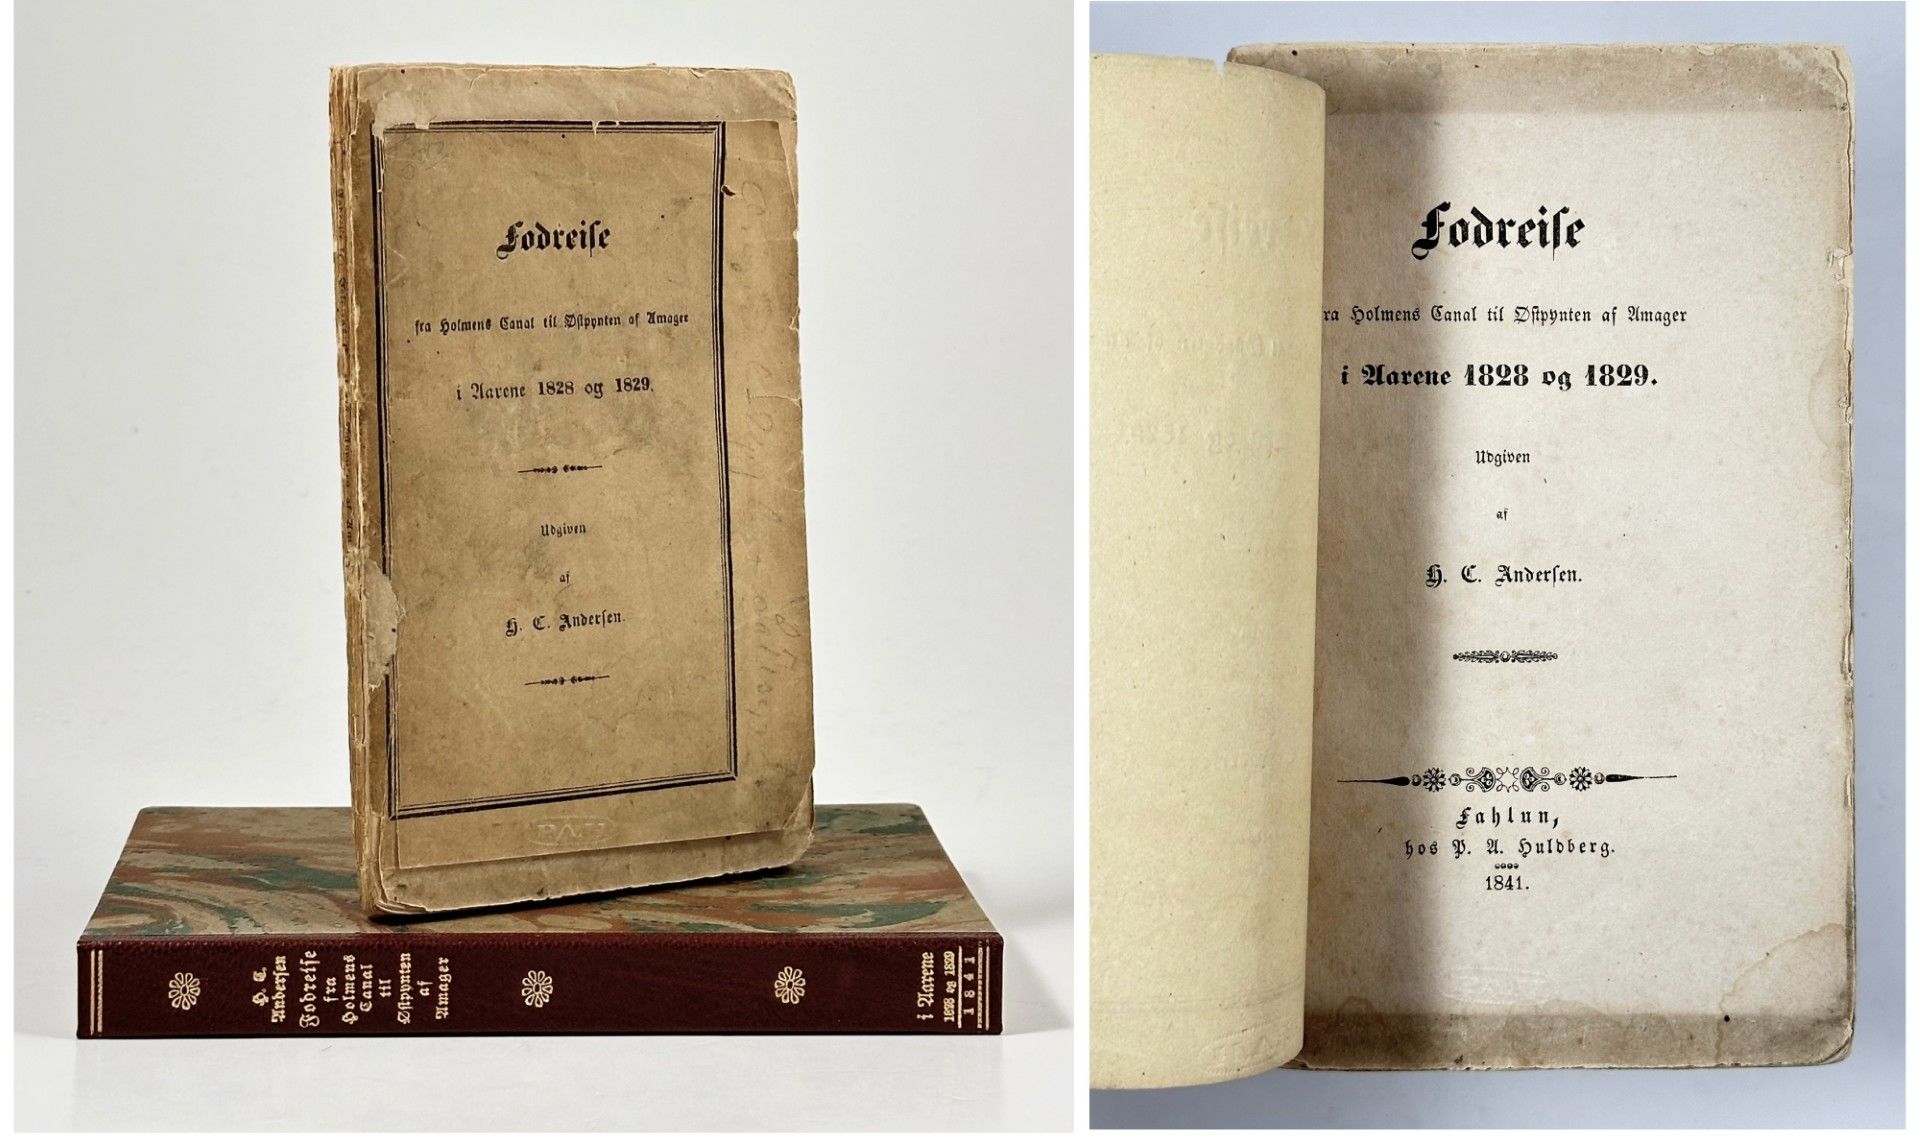 Fodreise
fra Holmens Canal til Østpynten af Amager
i Aarene 1828 og 1829.
Udgiven
af
H. C. Andersen.
H. C.
Andersen
Fodreise
fra
Holmens
Canal
til
Østpynten
af
Amager
i Aarene
1828 og 1829
1841
Fodreise
ra Holmens Canal til Østpynten af Amager
i Aarene 1828 og 1829.
Udgiven
af
H. C. Andersen.
Fahlun,
hos P. A. Huldberg.
1841.